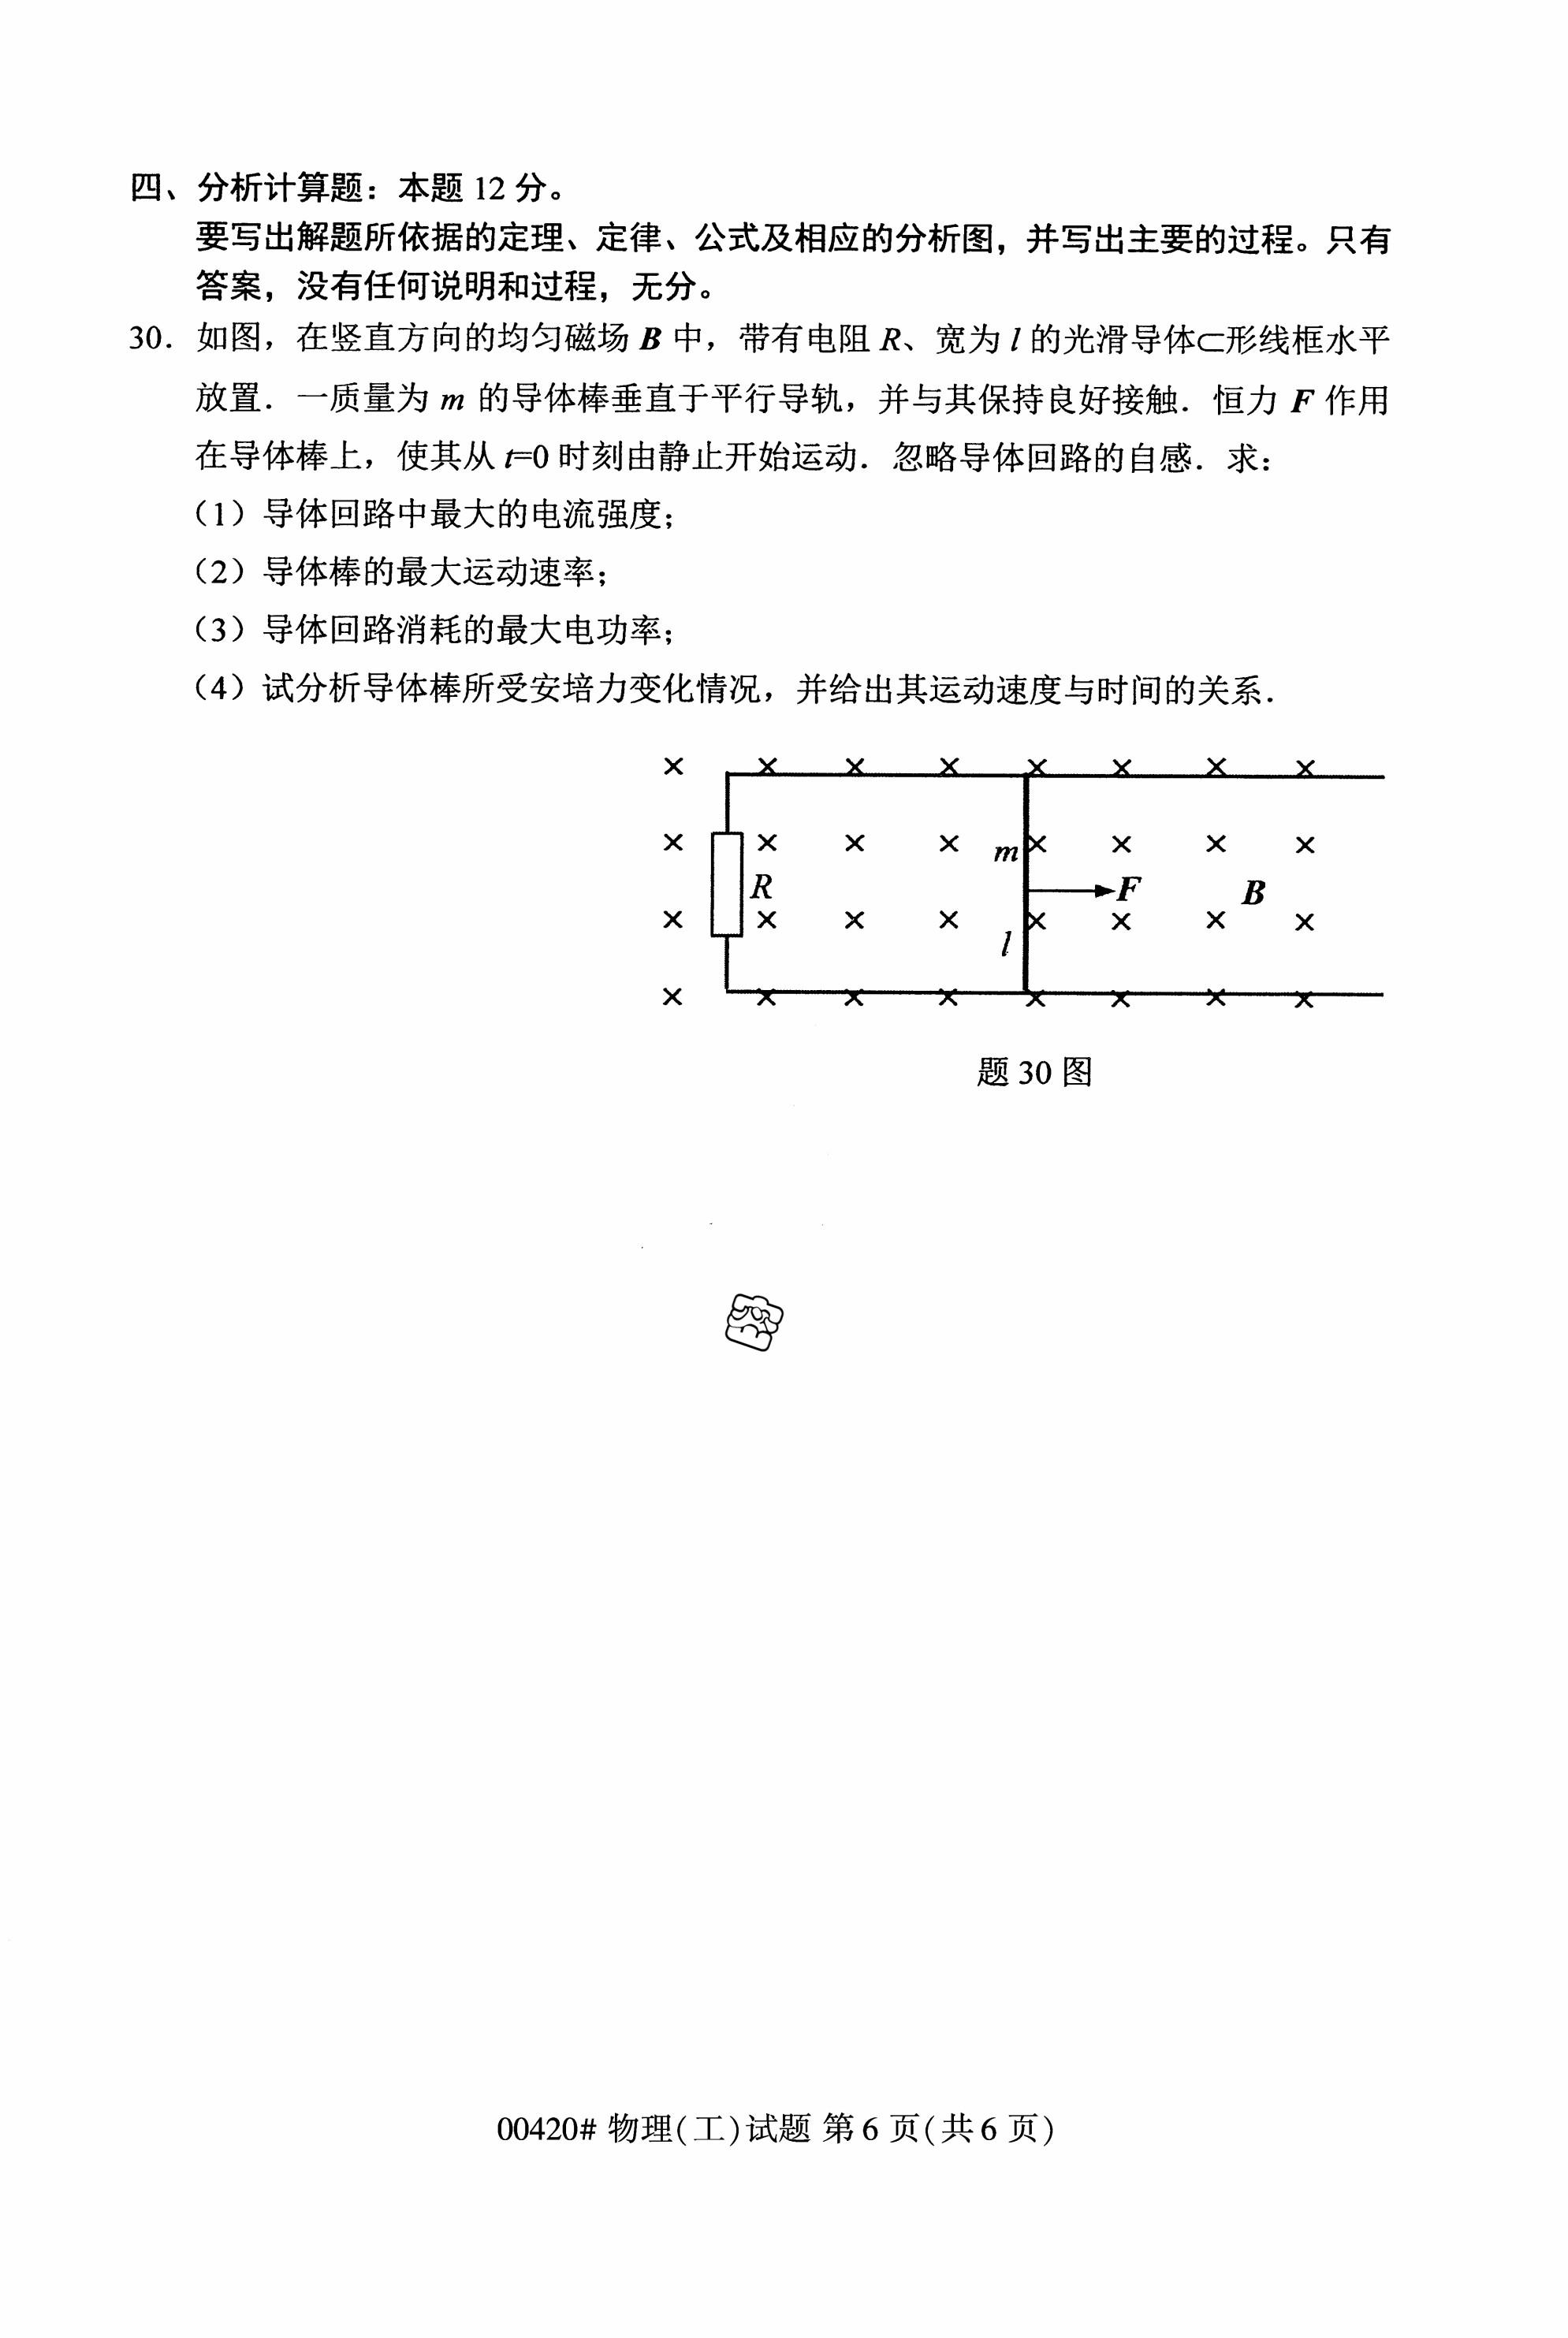 四、分析计算题：本题 12 分。
要写出解题所依据的定理、定律、公式及相应的分析图，并写出主要的过程。只有
答案，没有任何说明和过程，无分。
30．如图，在竖直方向的均匀磁场 B 中，带有电阻 R、宽为 l 的光滑导体⊂形线框水平
放置．一质量为 m 的导体棒垂直于平行导轨，并与其保持良好接触．恒力 F 作用
在导体棒上，使其从 t=0 时刻由静止开始运动．忽略导体回路的自感．求：
（1）导体回路中最大的电流强度；
（2）导体棒的最大运动速率；
（3）导体回路消耗的最大电功率；
（4）试分析导体棒所受安培力变化情况，并给出其运动速度与时间的关系．
m
R
F
B
l
题 30 图
00420# 物理(工)试题 第 6 页(共 6 页)